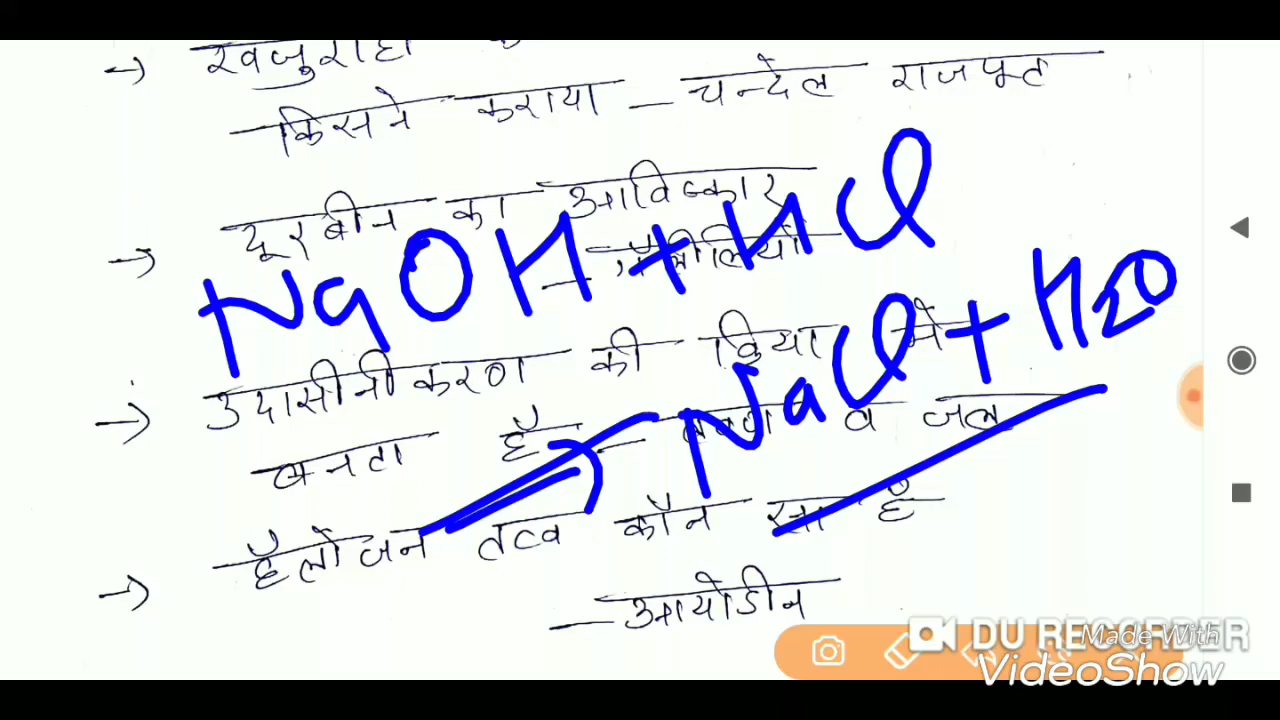 → खजुराहो
किसने कराया – चन्देल राजपूत
→ दूरबीन का आविष्कार
– गैलीलियो
NaOH + HCl
→ उदासीनीकरण की क्रिया में
बनता है – लवण व जल
→ NaCl + H2O
→ हैलोजन तत्व कौन सा है
– आयोडीन
DU RECORDER
Made With
VideoShow